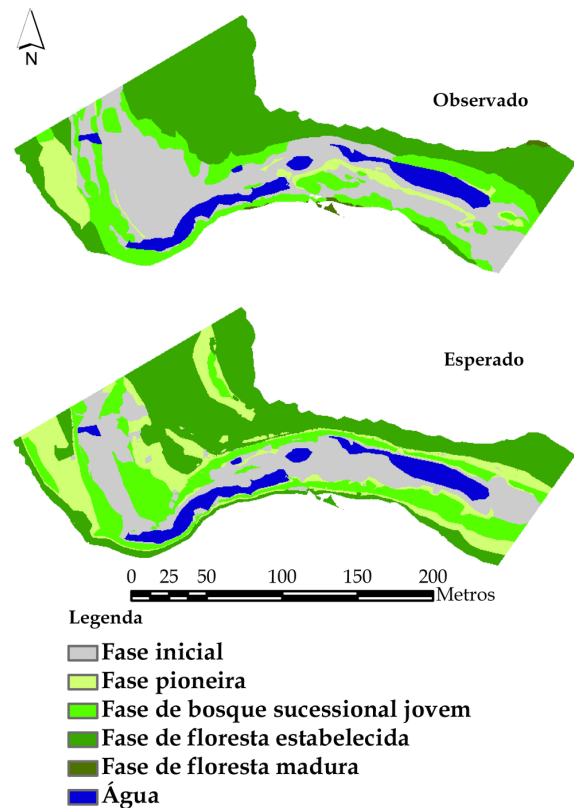 N
Observado
Esperado
0 25 50 100 150 200
Metros
Legenda
Fase inicial
Fase pioneira
Fase de bosque sucessional jovem
Fase de floresta estabelecida
Fase de floresta madura
Água